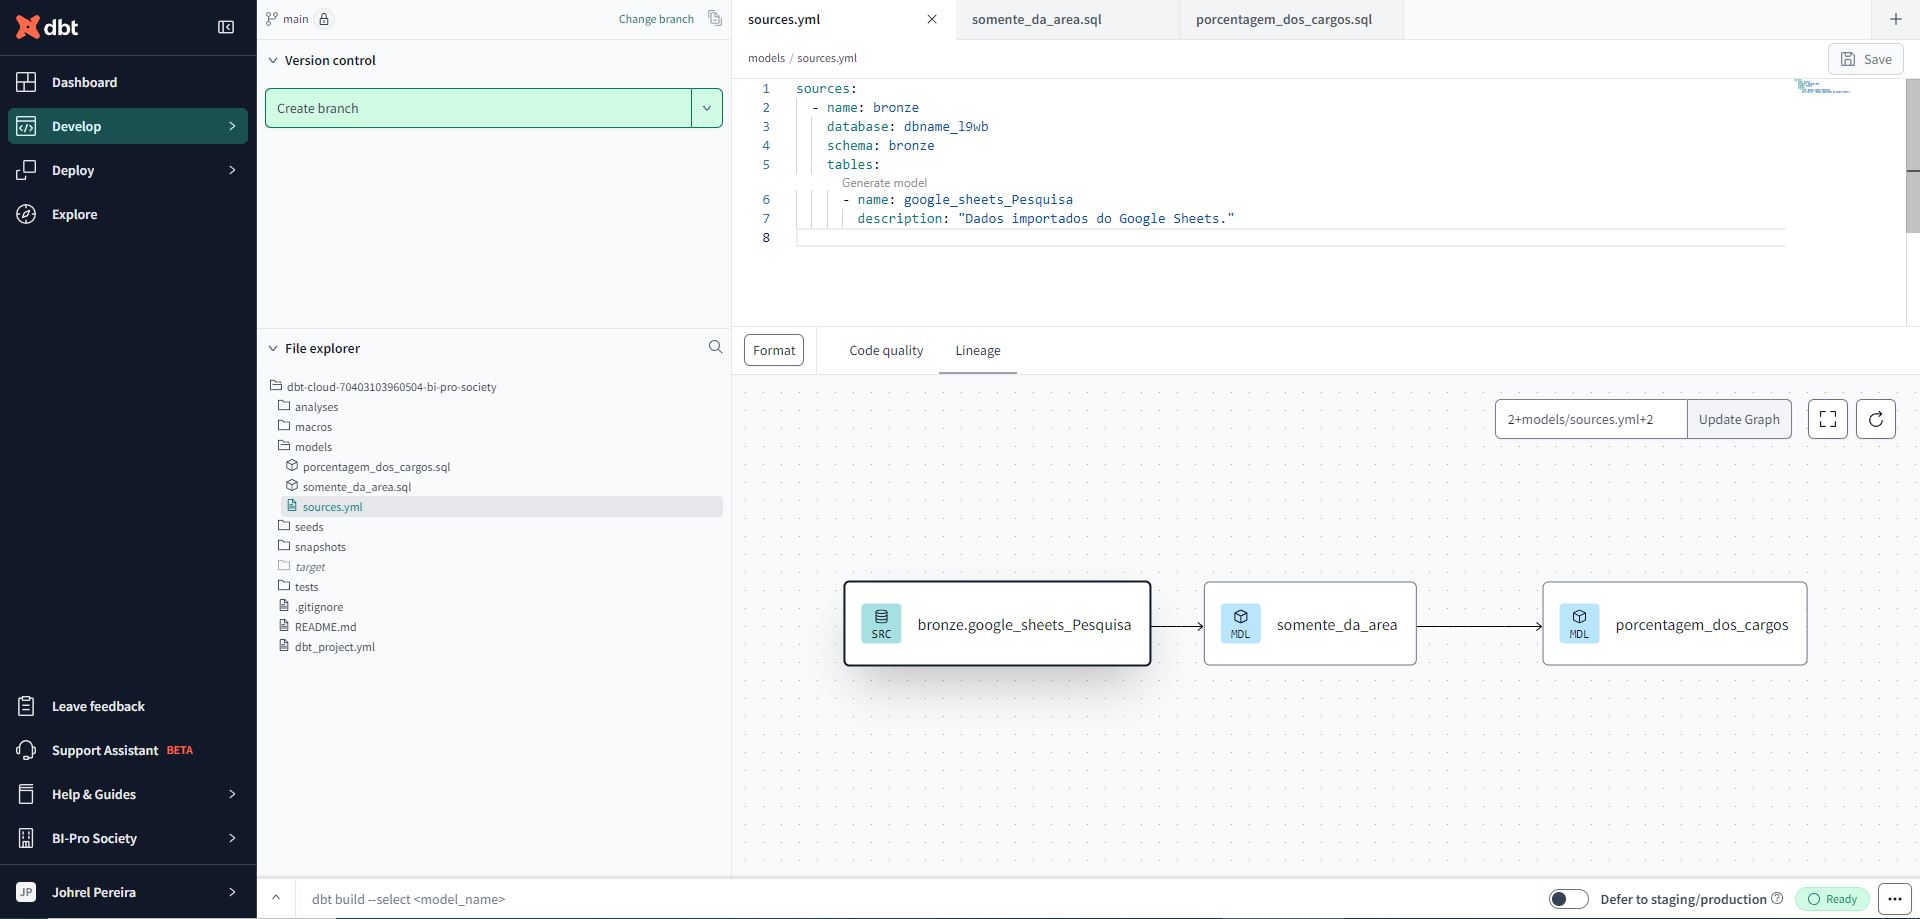 dbt
Dashboard
Develop
Deploy
Explore
Leave feedback
Support Assistant BETA
Help & Guides
BI-Pro Society
JP Johrel Pereira
main
Change branch
Version control
Create branch
File explorer
dbt-cloud-70403103960504-bi-pro-society
analyses
macros
models
porcentagem_dos_cargos.sql
somente_da_area.sql
sources.yml
seeds
snapshots
target
tests
.gitignore
README.md
dbt_project.yml
sources.yml
somente_da_area.sql
porcentagem_dos_cargos.sql
models / sources.yml
Save
1 sources:
2 - name: bronze
3 database: dbname_l9wb
4 schema: bronze
5 tables:
Generate model
6 - name: google_sheets_Pesquisa
7 description: "Dados importados do Google Sheets."
8
Format
Code quality
Lineage
2+models/sources.yml+2
Update Graph
SRC bronze.google_sheets_Pesquisa
MDL somente_da_area
MDL porcentagem_dos_cargos
dbt build --select <model_name>
Defer to staging/production
Ready